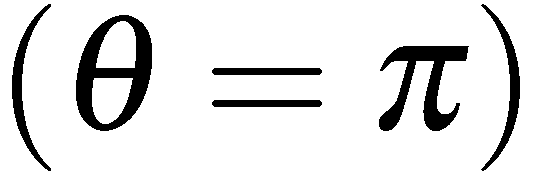 (θ = π)